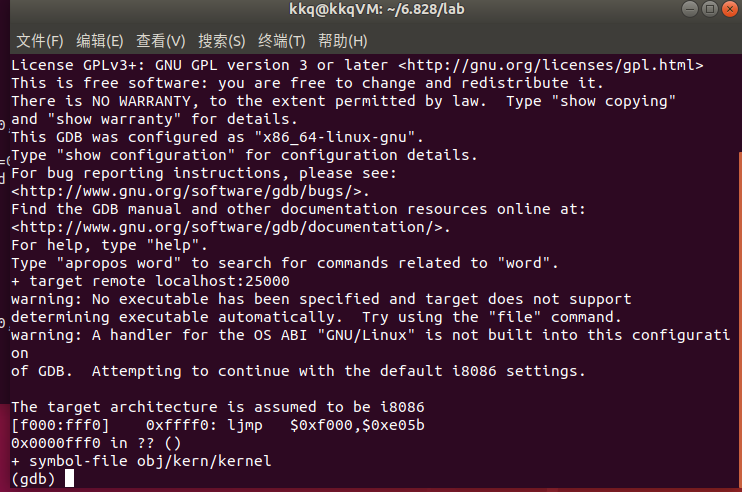 kkq@kkqVM: ~/6.828/lab
文件(F) 编辑(E) 查看(V) 搜索(S) 终端(T) 帮助(H)
License GPLv3+: GNU GPL version 3 or later <http://gnu.org/licenses/gpl.html>
This is free software: you are free to change and redistribute it.
There is NO WARRANTY, to the extent permitted by law.  Type "show copying"
and "show warranty" for details.
This GDB was configured as "x86_64-linux-gnu".
Type "show configuration" for configuration details.
For bug reporting instructions, please see:
<http://www.gnu.org/software/gdb/bugs/>.
Find the GDB manual and other documentation resources online at:
<http://www.gnu.org/software/gdb/documentation/>.
For help, type "help".
Type "apropos word" to search for commands related to "word".
+ target remote localhost:25000
warning: No executable has been specified and target does not support
determining executable automatically.  Try using the "file" command.
warning: A handler for the OS ABI "GNU/Linux" is not built into this configurati
on
of GDB.  Attempting to continue with the default i8086 settings.
The target architecture is assumed to be i8086
[f000:fff0]    0xffff0: ljmp   $0xf000,$0xe05b
0x0000fff0 in ?? ()
+ symbol-file obj/kern/kernel
(gdb)